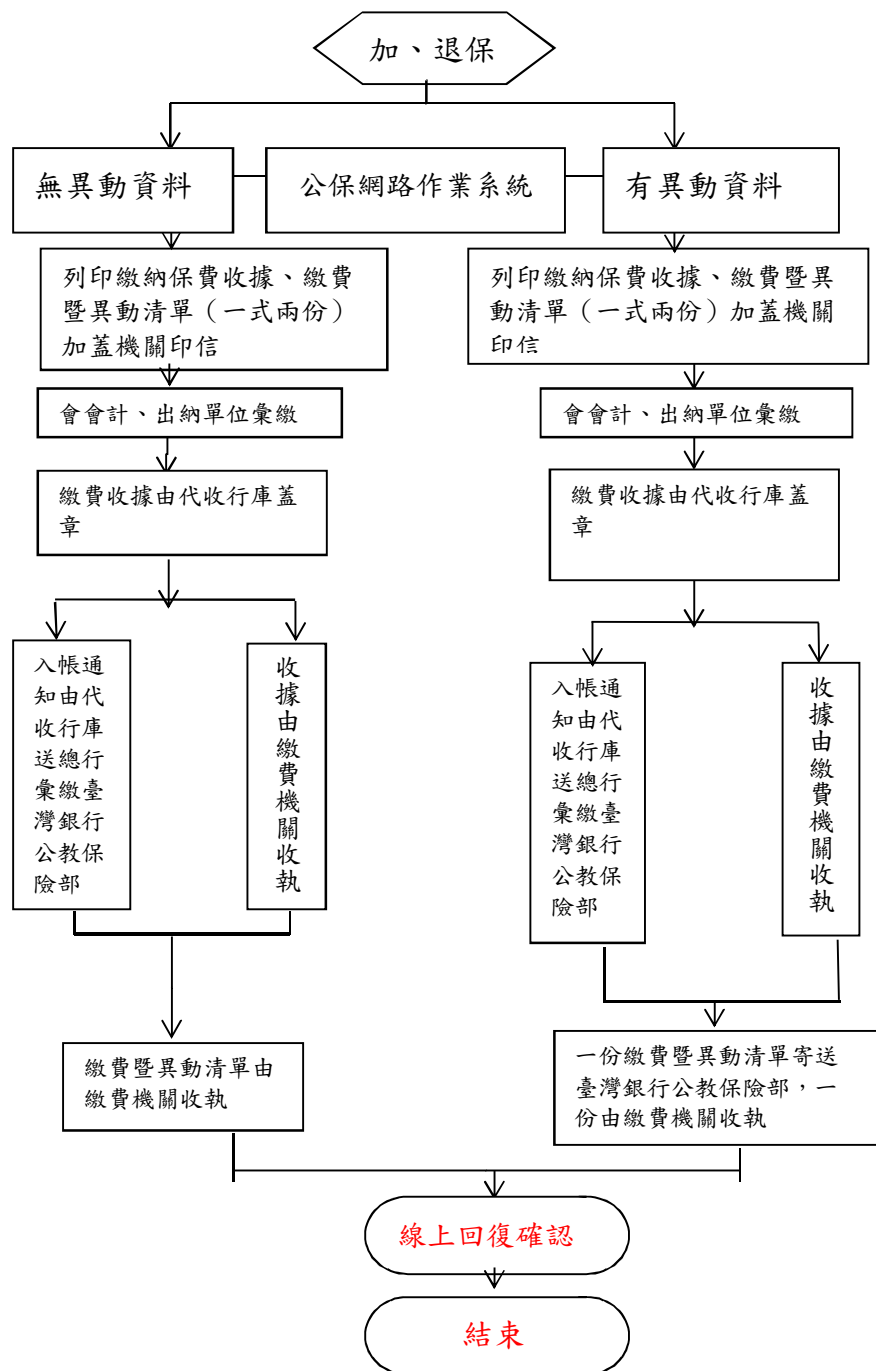 加、退保
無異動資料
公保網路作業系統
有異動資料
列印繳納保費收據、繳費
暨異動清單（一式兩份）
加蓋機關印信
列印繳納保費收據、繳費暨異
動清單（一式兩份）加蓋機關
印信
會會計、出納單位彙繳
會會計、出納單位彙繳
繳費收據由代收行庫蓋
章
繳費收據由代收行庫蓋
章
入帳通
知由代
收行庫
送總行
彙繳臺
灣銀行
公教保
險部
收據由繳費機關收執
入帳通
知由代
收行庫
送總行
彙繳臺
灣銀行
公教保
險部
收據由繳費機關收執
繳費暨異動清單由
繳費機關收執
一份繳費暨異動清單寄送
臺灣銀行公教保險部，一
份由繳費機關收執
線上回復確認
結束